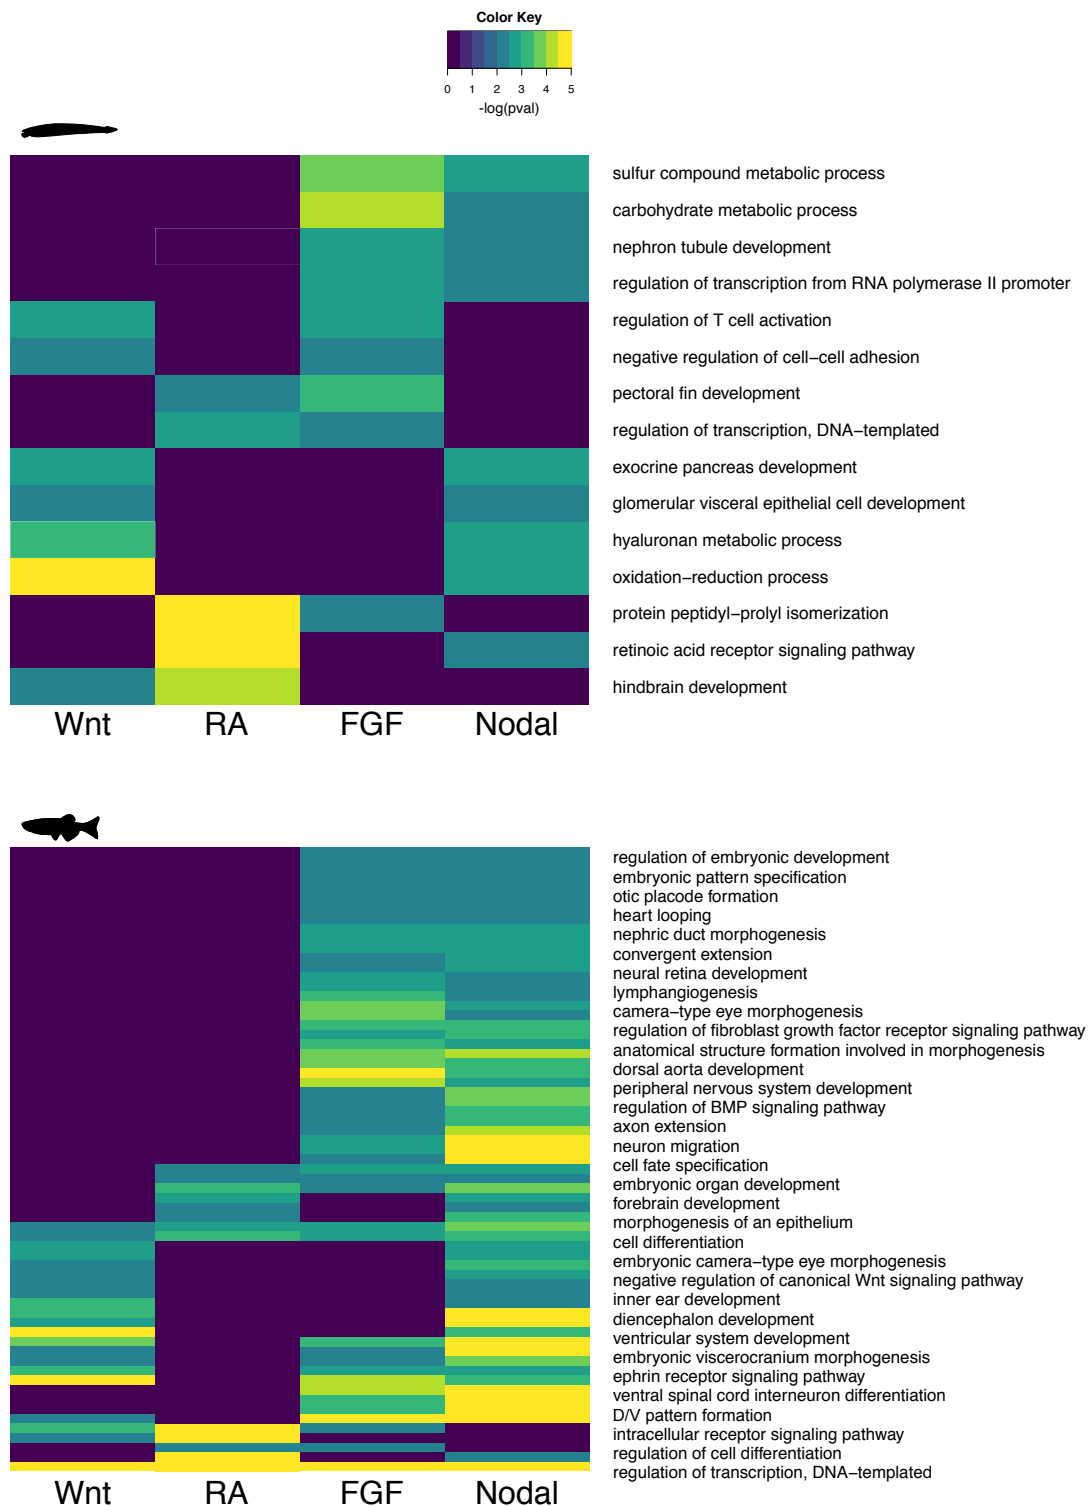 Color Key
0 1 2 3 4 5
-log(pval)
sulfur compound metabolic process
carbohydrate metabolic process
nephron tubule development
regulation of transcription from RNA polymerase II promoter
regulation of T cell activation
negative regulation of cell−cell adhesion
pectoral fin development
regulation of transcription, DNA−templated
exocrine pancreas development
glomerular visceral epithelial cell development
hyaluronan metabolic process
oxidation−reduction process
protein peptidyl−prolyl isomerization
retinoic acid receptor signaling pathway
hindbrain development
Wnt RA FGF Nodal
regulation of embryonic development
embryonic pattern specification
otic placode formation
heart looping
nephric duct morphogenesis
convergent extension
neural retina development
lymphangiogenesis
camera−type eye morphogenesis
regulation of fibroblast growth factor receptor signaling pathway
anatomical structure formation involved in morphogenesis
dorsal aorta development
peripheral nervous system development
regulation of BMP signaling pathway
axon extension
neuron migration
cell fate specification
embryonic organ development
forebrain development
morphogenesis of an epithelium
cell differentiation
embryonic camera−type eye morphogenesis
negative regulation of canonical Wnt signaling pathway
inner ear development
diencephalon development
ventricular system development
embryonic viscerocranium morphogenesis
ephrin receptor signaling pathway
ventral spinal cord interneuron differentiation
D/V pattern formation
intracellular receptor signaling pathway
regulation of cell differentiation
regulation of transcription, DNA−templated
Wnt RA FGF Nodal